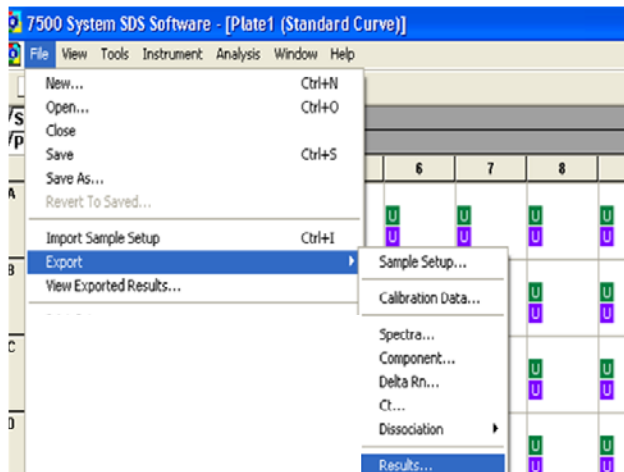 7500 System SDS Software - [Plate1 (Standard Curve)]
File View Tools Instrument Analysis Window Help
New... Ctrl+N
Open... Ctrl+O
Close
Save Ctrl+S
Save As...
Revert To Saved...
Import Sample Setup Ctrl+I
Export
View Exported Results...
Sample Setup...
Calibration Data...
Spectra...
Component...
Delta Rn...
Ct...
Dissociation
Results...
6 7 8
A
U U U U
U U U U
B
U U
U U
C
U U
U U
D
U U
U U